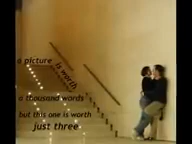 a picture
is worth
a thousand words
but this one is worth
just three